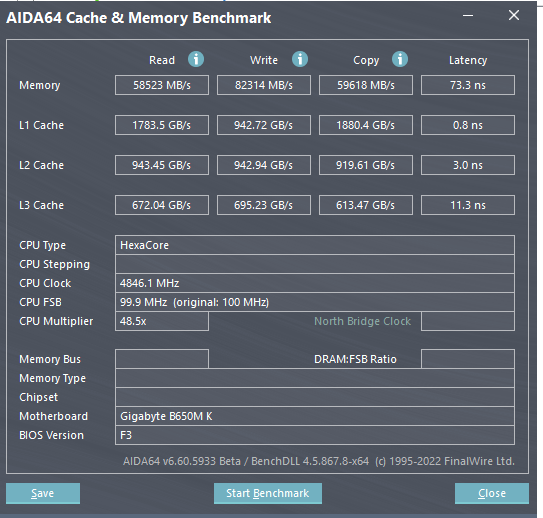 AIDA64 Cache & Memory Benchmark
Read Write Copy Latency
Memory 58523 MB/s 82314 MB/s 59618 MB/s 73.3 ns
L1 Cache 1783.5 GB/s 942.72 GB/s 1880.4 GB/s 0.8 ns
L2 Cache 943.45 GB/s 942.94 GB/s 919.61 GB/s 3.0 ns
L3 Cache 672.04 GB/s 695.23 GB/s 613.47 GB/s 11.3 ns
CPU Type HexaCore
CPU Stepping
CPU Clock 4846.1 MHz
CPU FSB 99.9 MHz (original: 100 MHz)
CPU Multiplier 48.5x North Bridge Clock
Memory Bus DRAM:FSB Ratio
Memory Type
Chipset
Motherboard Gigabyte B650M K
BIOS Version F3
AIDA64 v6.60.5933 Beta / BenchDLL 4.5.867.8-x64 (c) 1995-2022 FinalWire Ltd.
Save Start Benchmark Close